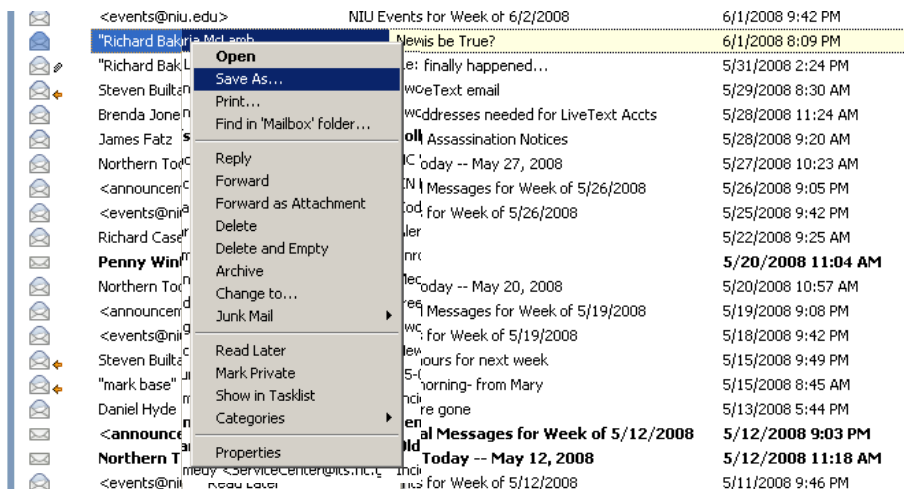 <events@niu.edu> NIU Events for Week of 6/2/2008 6/1/2008 9:42 PM
"Richard Bak ria McLamb New is be True? 6/1/2008 8:09 PM
"Richard Bak finally happened... 5/31/2008 2:24 PM
Steven Builta eText email 5/29/2008 8:30 AM
Brenda Jone ddresses needed for LiveText Accts 5/28/2008 11:24 AM
James Fatz Assassination Notices 5/28/2008 9:20 AM
Northern Tod oday -- May 27, 2008 5/27/2008 10:23 AM
<announcem Messages for Week of 5/26/2008 5/26/2008 9:05 PM
<events@ni for Week of 5/26/2008 5/25/2008 9:42 PM
Richard Case 5/22/2008 9:25 AM
Penny Win 5/20/2008 11:04 AM
Northern Tod oday -- May 20, 2008 5/20/2008 10:57 AM
<announcem Messages for Week of 5/19/2008 5/19/2008 9:08 PM
<events@ni for Week of 5/19/2008 5/18/2008 9:42 PM
Steven Builta ours for next week 5/15/2008 9:49 PM
"mark base" orning- from Mary 5/15/2008 8:45 AM
Daniel Hyde re gone 5/13/2008 5:44 PM
<announce al Messages for Week of 5/12/2008 5/12/2008 9:03 PM
Northern T Today -- May 12, 2008 5/12/2008 11:18 AM
<events@ni Read Later for Week of 5/12/2008 5/11/2008 9:46 PM
Open
Save As...
Print...
Find in 'Mailbox' folder...
Reply
Forward
Forward as Attachment
Delete
Delete and Empty
Archive
Change to...
Junk Mail
Read Later
Mark Private
Show in Tasklist
Categories
Properties